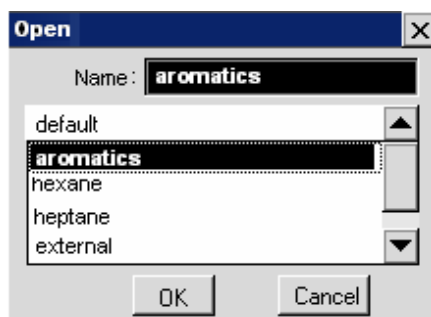 Open
Name: aromatics
default
aromatics
hexane
heptane
external
OK Cancel